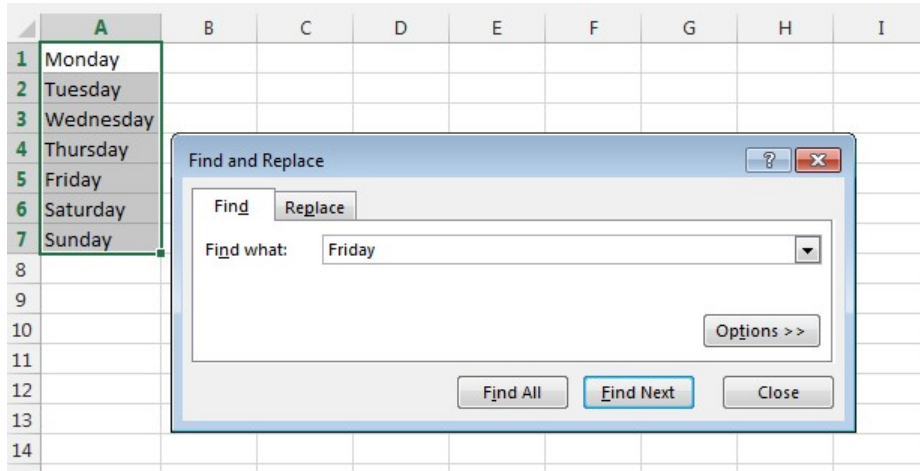 A B C D E F G H I
1 Monday
2 Tuesday
3 Wednesday
4 Thursday
5 Friday
6 Saturday
7 Sunday
8
9
10
11
12
13
14
Find and Replace
?
Find Replace
Find what: Friday
Options >>
Find All Find Next Close